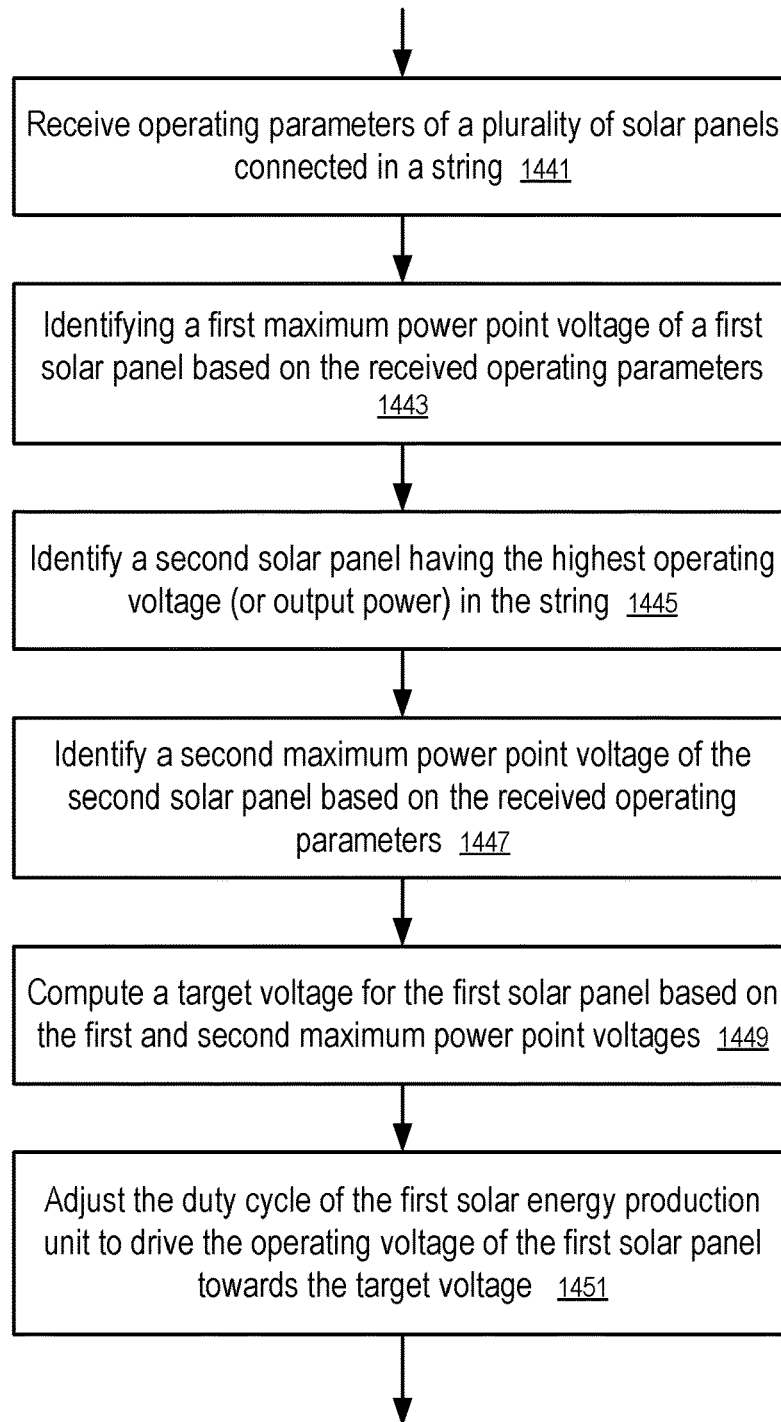 Receive operating parameters of a plurality of solar panels
connected in a string 1441
Identifying a first maximum power point voltage of a first
solar panel based on the received operating parameters
1443
Identify a second solar panel having the highest operating
voltage (or output power) in the string 1445
Identify a second maximum power point voltage of the
second solar panel based on the received operating
parameters 1447
Compute a target voltage for the first solar panel based on
the first and second maximum power point voltages 1449
Adjust the duty cycle of the first solar energy production
unit to drive the operating voltage of the first solar panel
towards the target voltage 1451